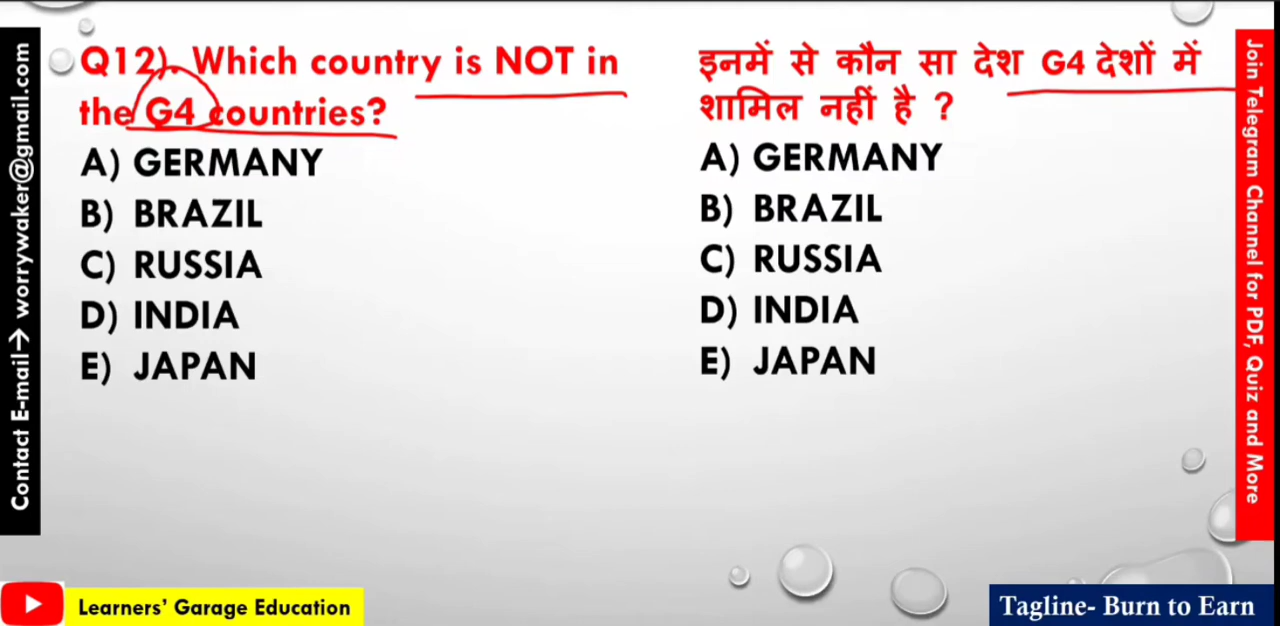 Q12). Which country is NOT in
the G4 countries?
A) GERMANY
B) BRAZIL
C) RUSSIA
D) INDIA
E) JAPAN
इनमें से कौन सा देश G4 देशों में
शामिल नहीं है ?
A) GERMANY
B) BRAZIL
C) RUSSIA
D) INDIA
E) JAPAN
Contact E-mail→ worrywaker@gmail.com
Join Telegram Channel for PDF, Quiz and More
Learners’ Garage Education
Tagline- Burn to Earn